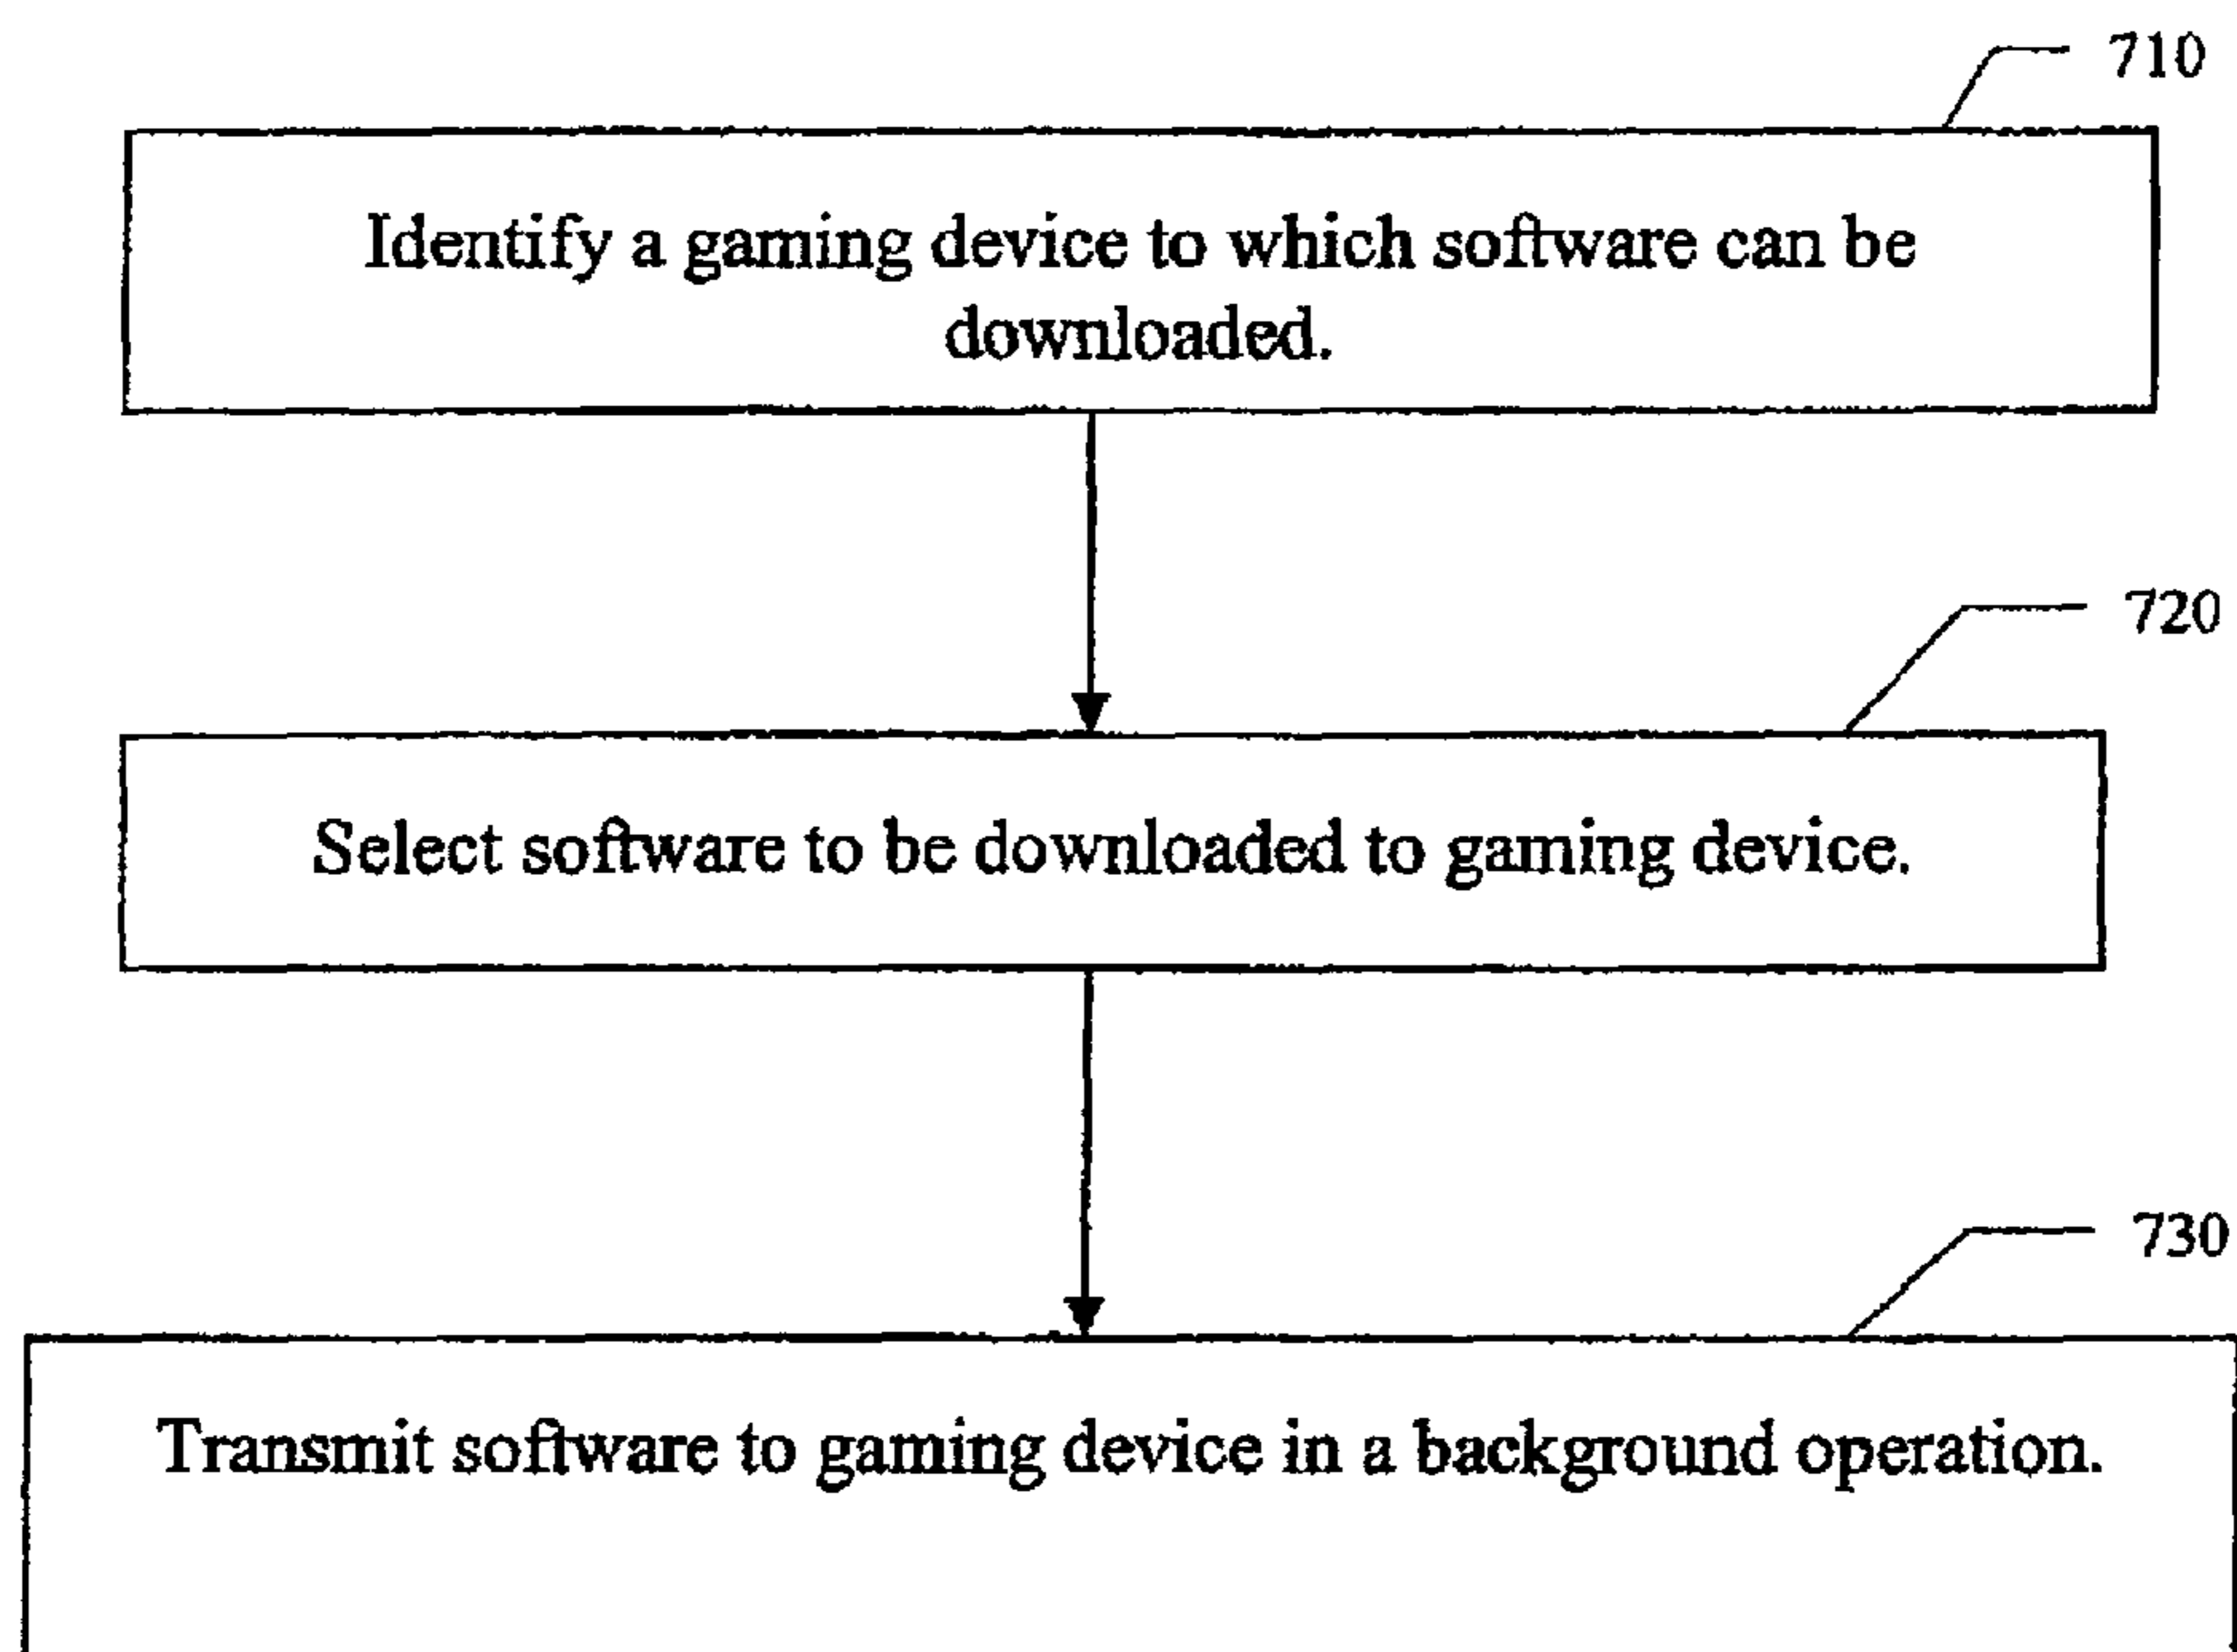 710
Identify a gaming device to which software can be
downloaded.
720
Select software to be downloaded to gaming device.
730
Transmit software to gaming device in a background operation.